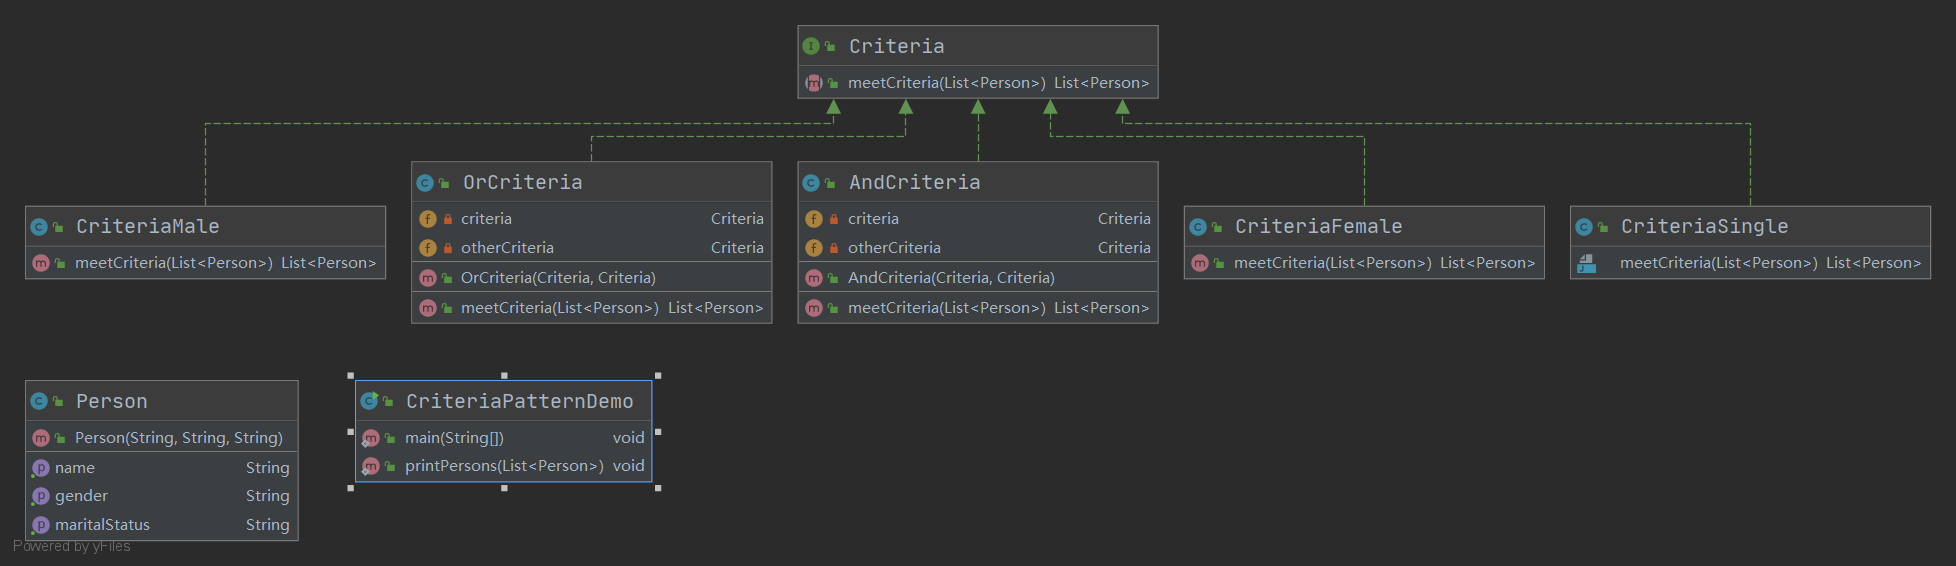 Criteria
meetCriteria(List<Person>) List<Person>
OrCriteria
criteria Criteria
otherCriteria Criteria
OrCriteria(Criteria, Criteria)
meetCriteria(List<Person>) List<Person>
AndCriteria
criteria Criteria
otherCriteria Criteria
AndCriteria(Criteria, Criteria)
meetCriteria(List<Person>) List<Person>
CriteriaMale
meetCriteria(List<Person>) List<Person>
CriteriaFemale
meetCriteria(List<Person>) List<Person>
CriteriaSingle
meetCriteria(List<Person>) List<Person>
Person
Person(String, String, String)
name String
gender String
maritalStatus String
CriteriaPatternDemo
main(String[]) void
printPersons(List<Person>) void
Powered by yFiles